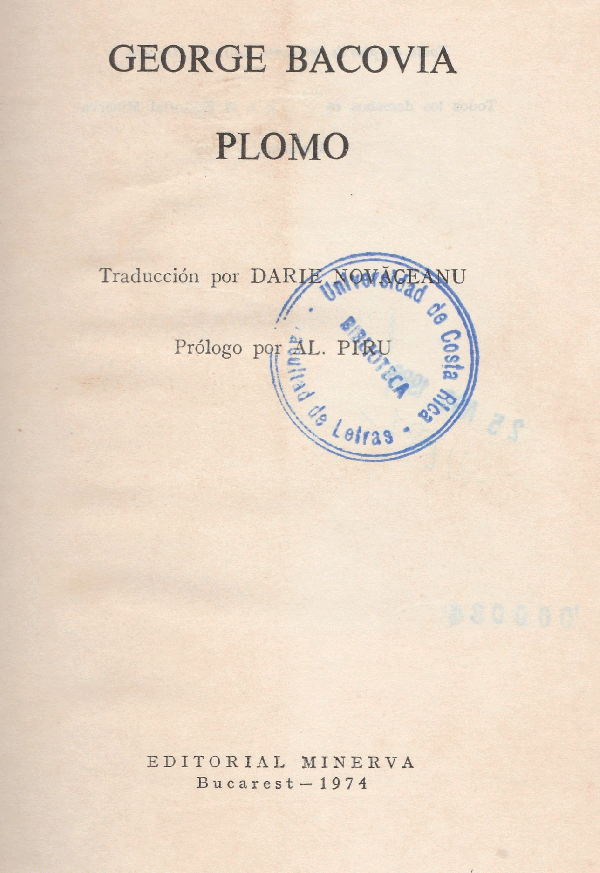 GEORGE BACOVIA
PLOMO
Traducción por DARIE NOVĂCEANU
Prólogo por AL. PIRU
Universidad de Costa Rica
BIBLIOTECA
Facultad de Letras
EDITORIAL MINERVA
Bucarest — 1974